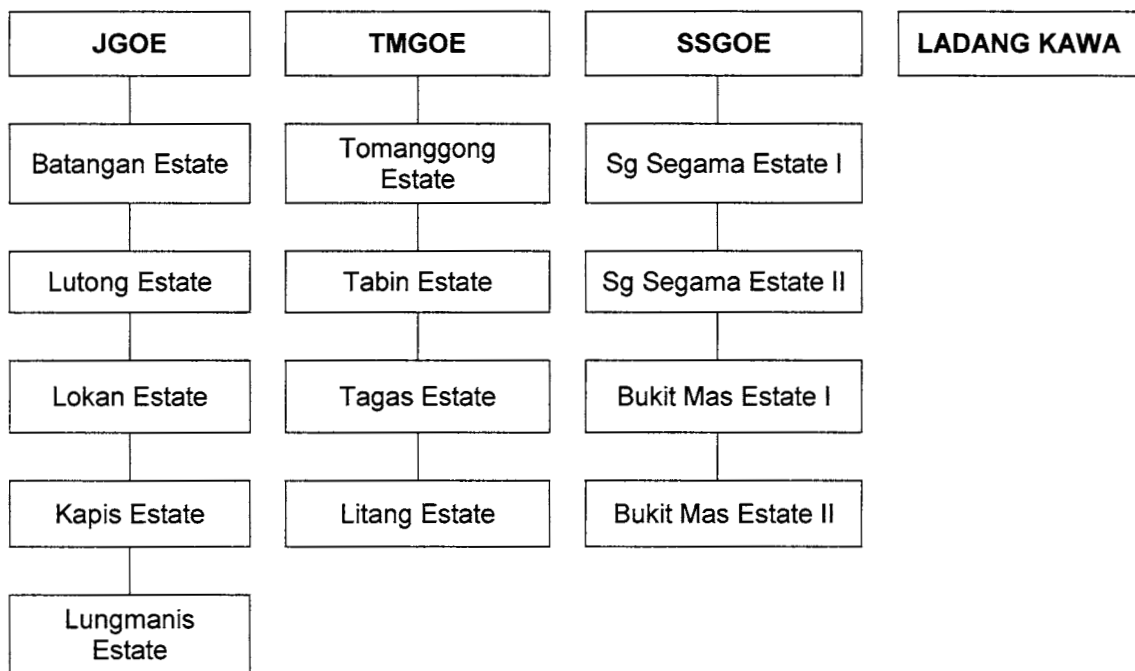 JGOE
TMGOE
SSGOE
LADANG KAWA
Batangan Estate
Tomanggong
Estate
Sg Segama Estate I
Lutong Estate
Tabin Estate
Sg Segama Estate II
Lokan Estate
Tagas Estate
Bukit Mas Estate I
Kapis Estate
Litang Estate
Bukit Mas Estate II
Lungmanis
Estate